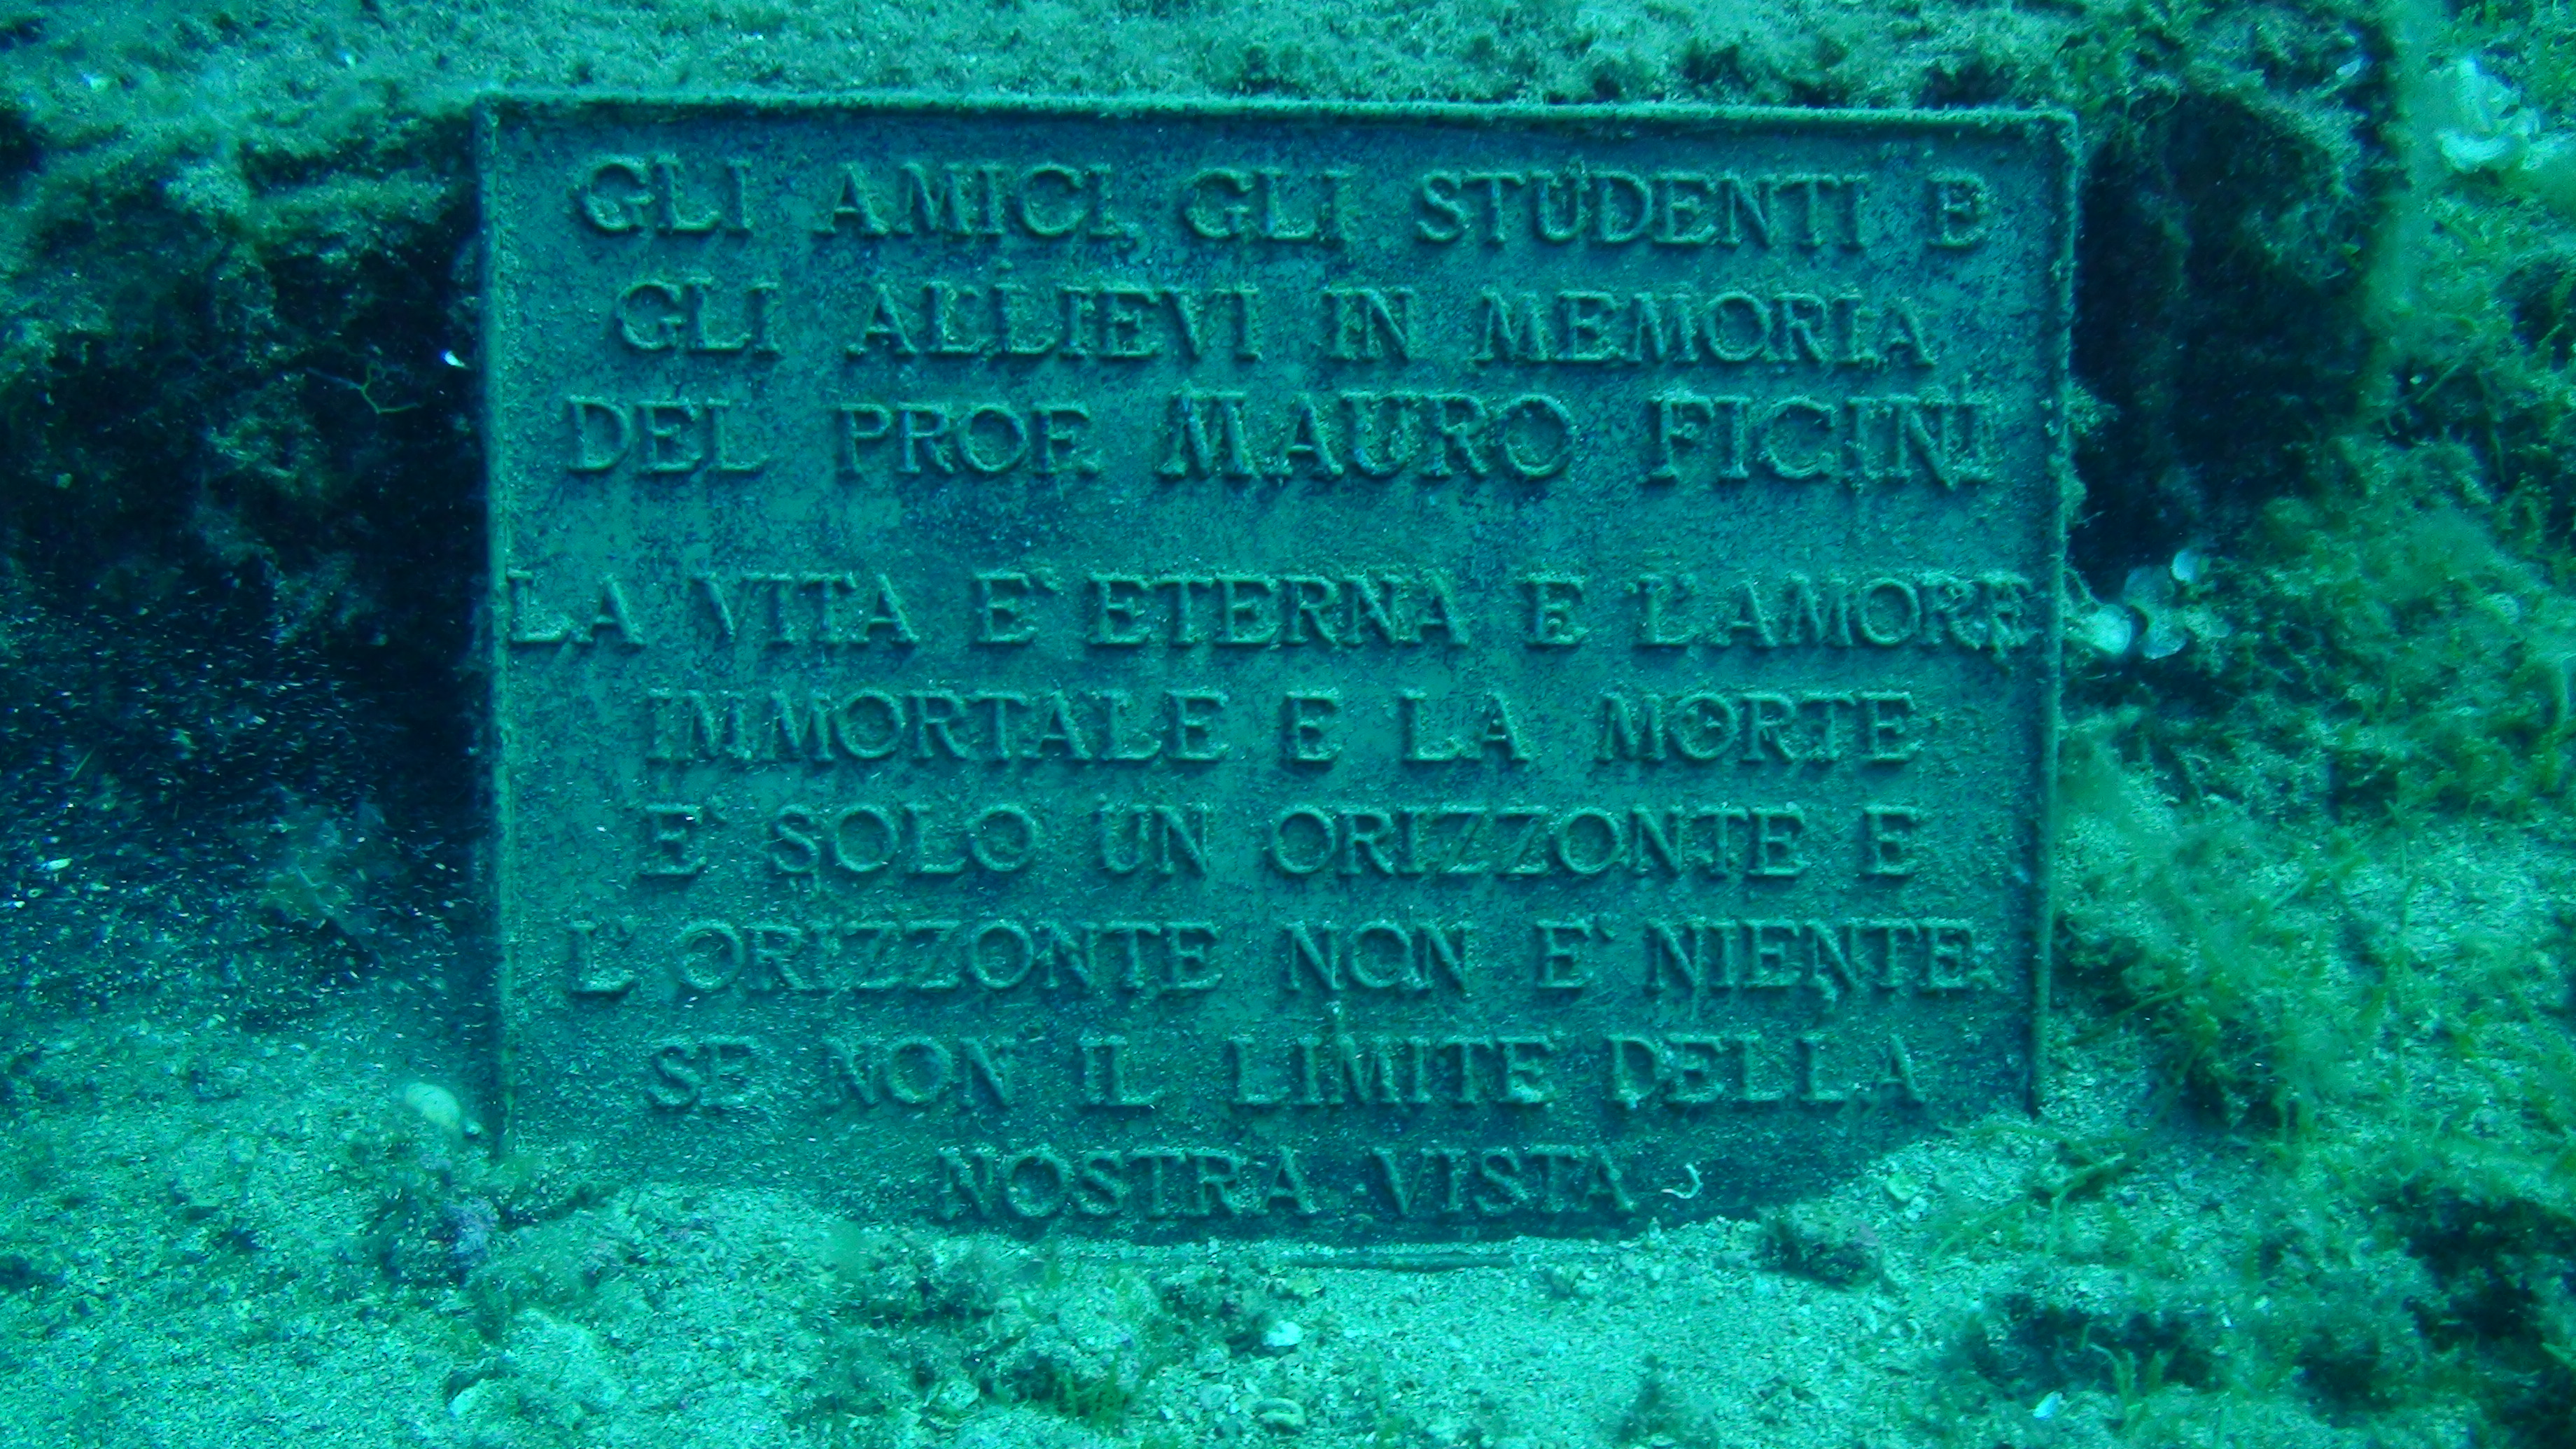 GLI AMICI, GLI STUDENTI E
GLI ALLIEVI IN MEMORIA
DEL PROF. MAURO FICINI
LA VITA E' ETERNA E L'AMORE
IMMORTALE E LA MORTE
E' SOLO UN ORIZZONTE E
L'ORIZZONTE NON E' NIENTE
SE NON IL LIMITE DELLA
NOSTRA VISTA